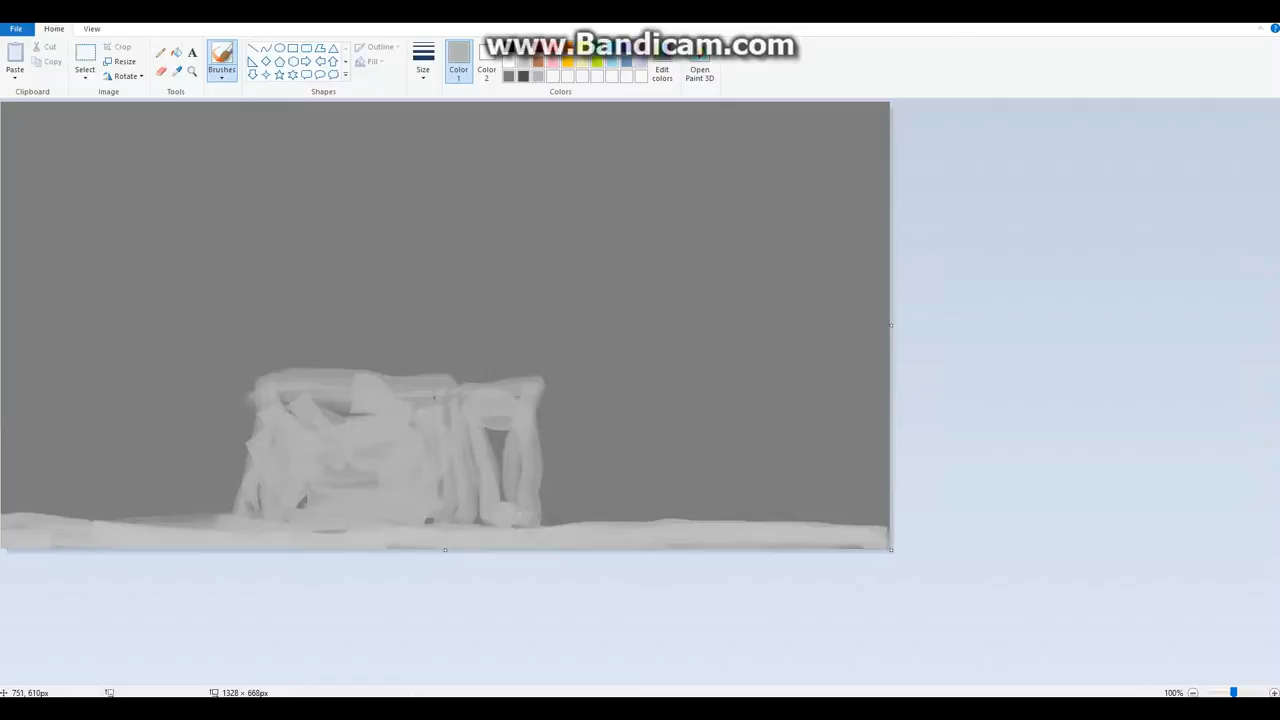 www.Bandicam.com
File Home View
Cut
Copy
Paste
Clipboard
Crop
Resize
Rotate
Select
Image
Tools
Brushes
Outline
Fill
Shapes
Size
Color 1
Color 2
Edit colors
Open Paint 3D
Colors
751, 610px
1328 × 668px
100%